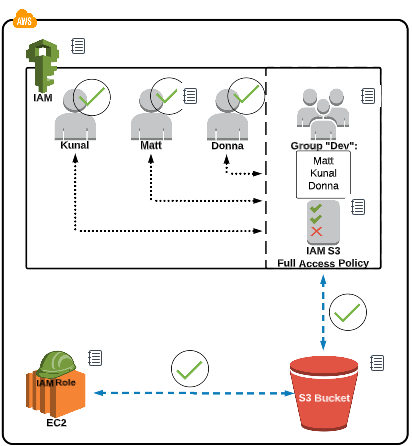 AWS
IAM
Kunal
Matt
Donna
Group "Dev":
Matt
Kunal
Donna
IAM S3
Full Access Policy
IAM Role
EC2
S3 Bucket